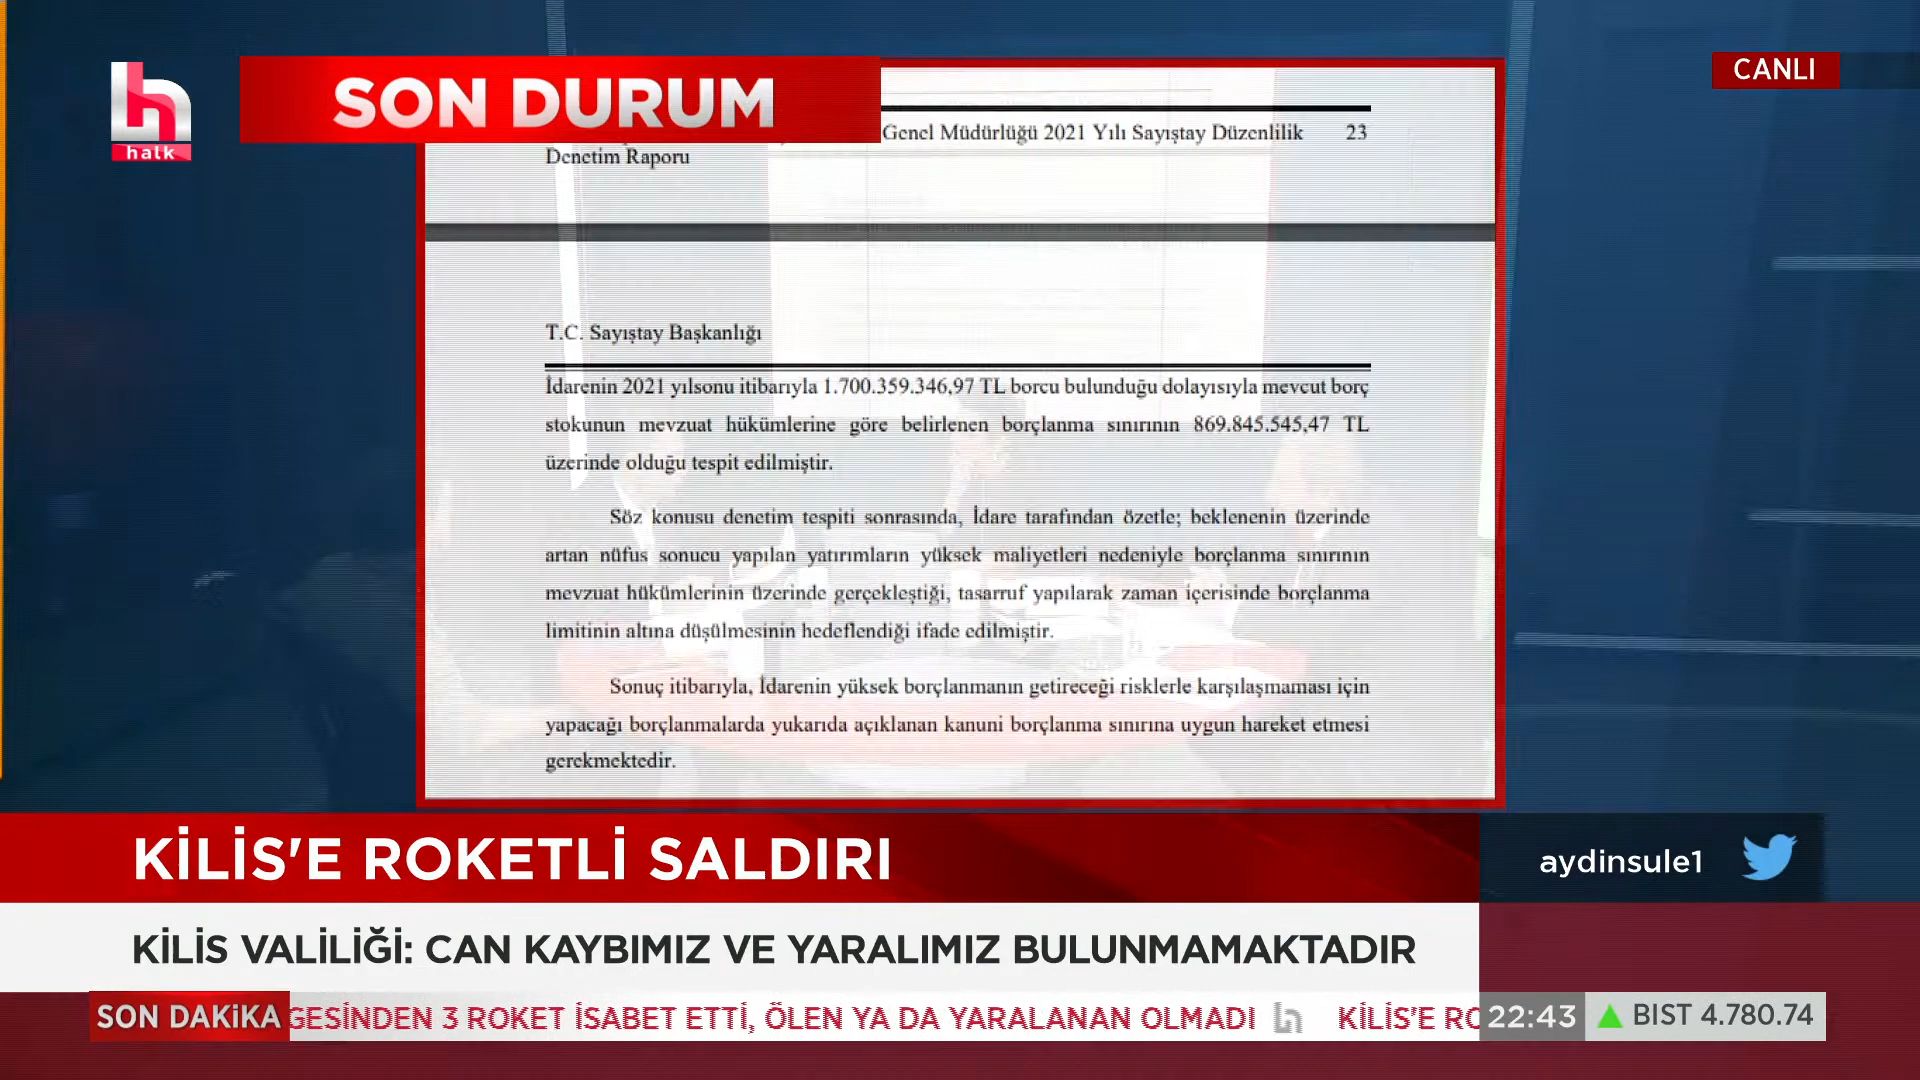 halk
SON DURUM
CANLI
Genel Müdürlüğü 2021 Yılı Sayıştay Düzenlilik 23
Denetim Raporu
T.C. Sayıştay Başkanlığı
İdarenin 2021 yılsonu itibarıyla 1.700.359.346,97 TL borcu bulunduğu dolayısıyla mevcut borç
stokunun mevzuat hükümlerine göre belirlenen borçlanma sınırının 869.845.545,47 TL
üzerinde olduğu tespit edilmiştir.
Söz konusu denetim tespiti sonrasında, İdare tarafından özetle; beklenenin üzerinde
artan nüfus sonucu yapılan yatırımların yüksek maliyetleri nedeniyle borçlanma sınırının
mevzuat hükümlerinin üzerinde gerçekleştiği, tasarruf yapılarak zaman içerisinde borçlanma
limitinin altına düşülmesinin hedeflendiği ifade edilmiştir.
Sonuç itibarıyla, İdarenin yüksek borçlanmanın getireceği risklerle karşılaşmaması için
yapacağı borçlanmalarda yukarıda açıklanan kanuni borçlanma sınırına uygun hareket etmesi
gerekmektedir.
KİLİS'E ROKETLİ SALDIRI
aydinsule1
KİLİS VALİLİĞİ: CAN KAYBIMIZ VE YARALIMIZ BULUNMAMAKTADIR
SON DAKİKA GESİNDEN 3 ROKET İSABET ETTİ, ÖLEN YA DA YARALANAN OLMADI KİLİS'E RO 22:43 BIST 4.780.74